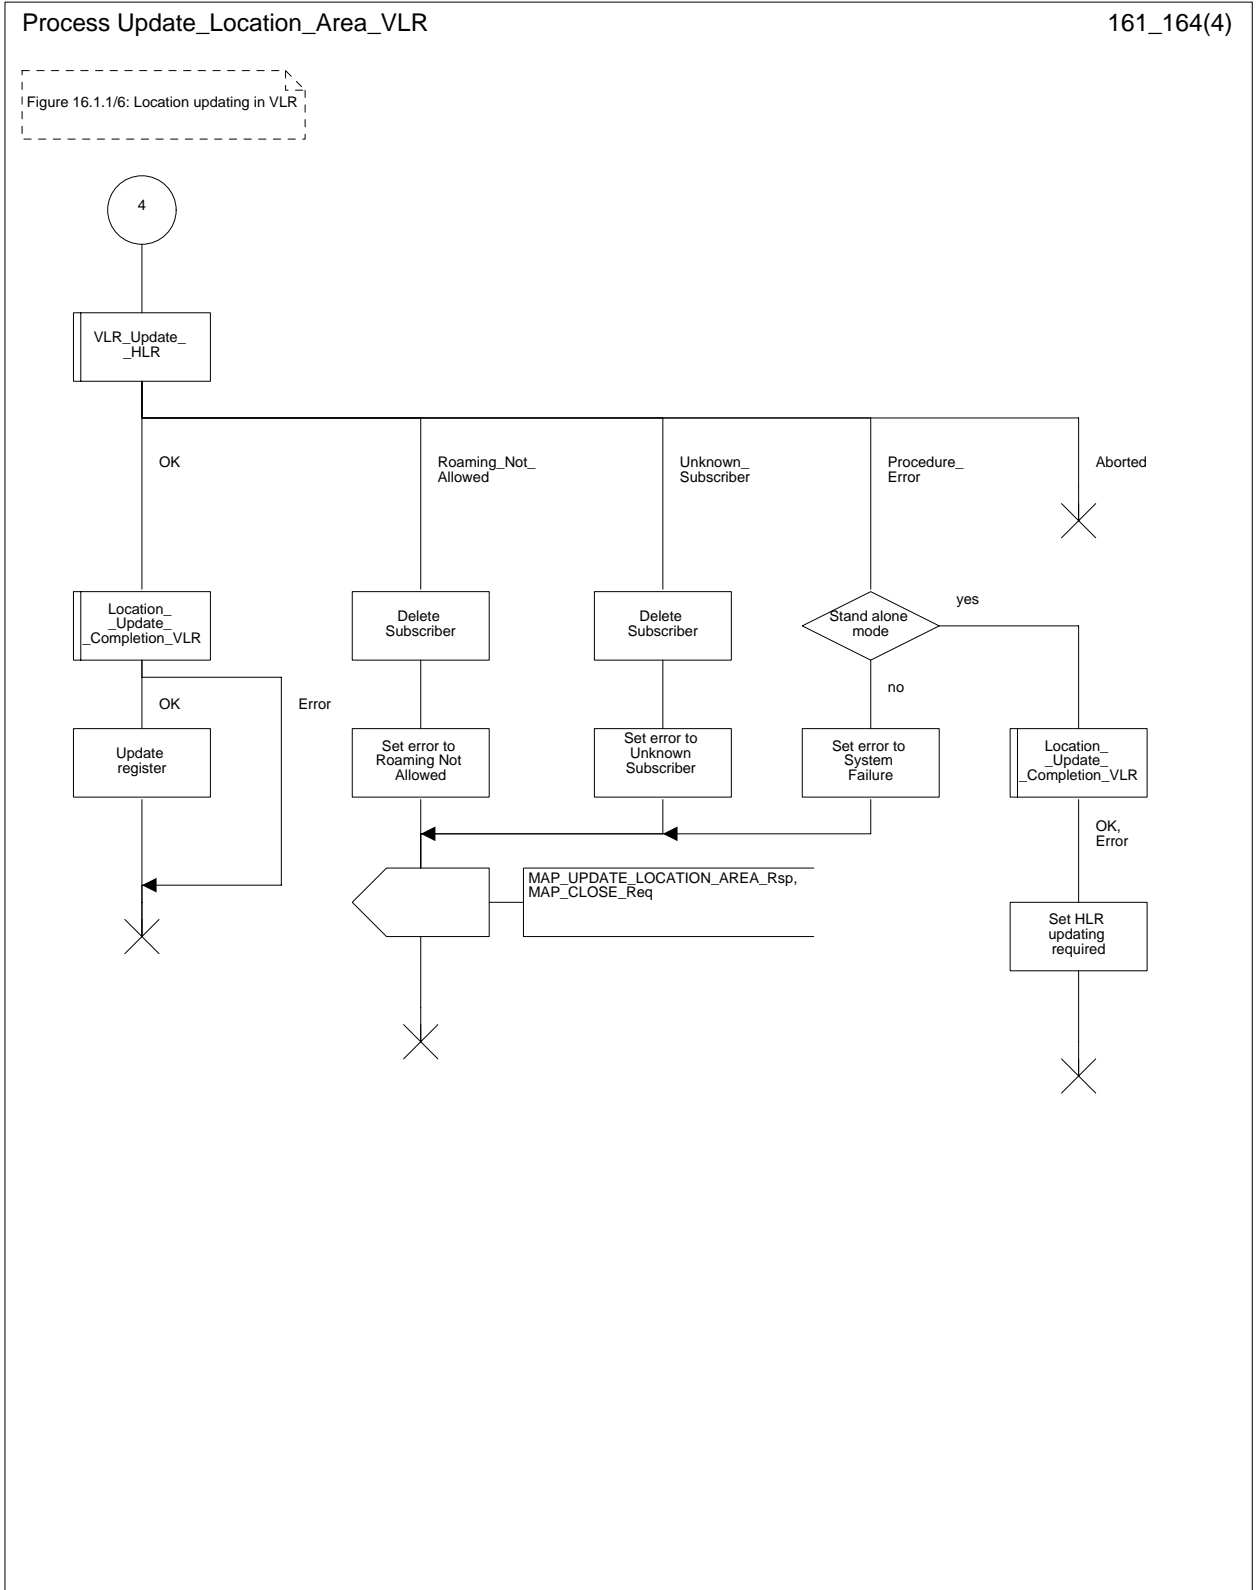 Process Update_Location_Area_VLR
161_164(4)
Figure 16.1.1/6: Location updating in VLR
4
VLR_Update_
_HLR
OK
Roaming_Not_
Allowed
Unknown_
Subscriber
Procedure_
Error
Aborted
Location_
_Update_
_Completion_VLR
Delete
Subscriber
Delete
Subscriber
Stand alone
mode
yes
no
OK
Error
Update
register
Set error to
Roaming Not
Allowed
Set error to
Unknown
Subscriber
Set error to
System
Failure
Location_
_Update_
_Completion_VLR
OK,
Error
MAP_UPDATE_LOCATION_AREA_Rsp,
MAP_CLOSE_Req
Set HLR
updating
required